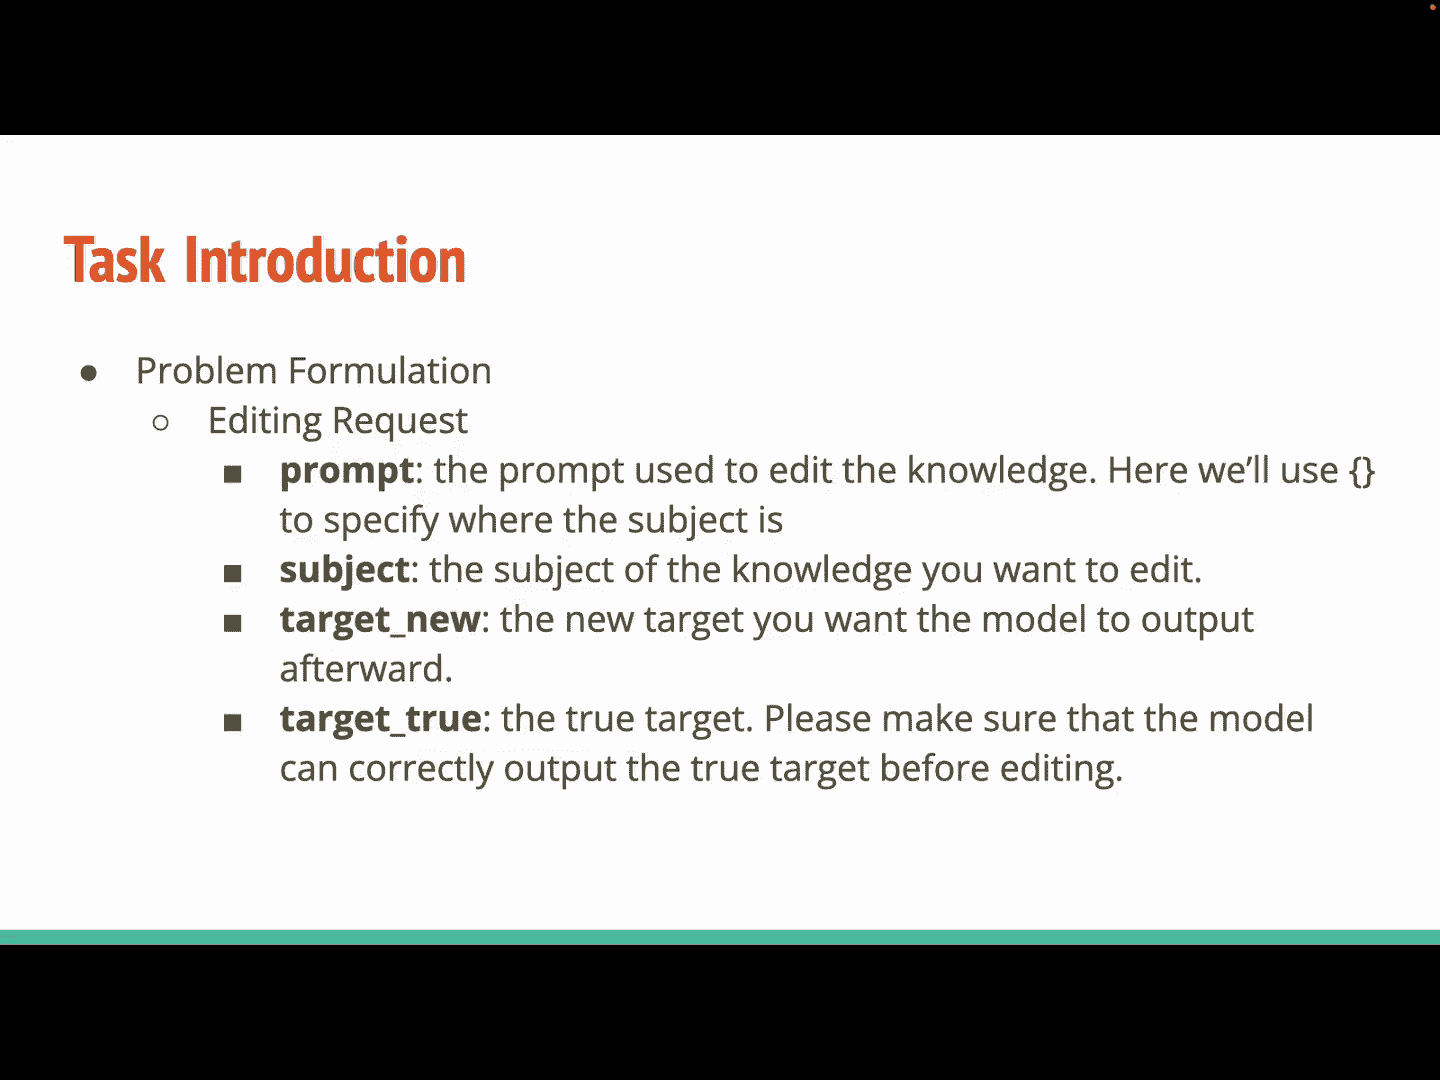 Task Introduction
● Problem Formulation
○ Editing Request
■ prompt: the prompt used to edit the knowledge. Here we’ll use {}
to specify where the subject is
■ subject: the subject of the knowledge you want to edit.
■ target_new: the new target you want the model to output
afterward.
■ target_true: the true target. Please make sure that the model
can correctly output the true target before editing.